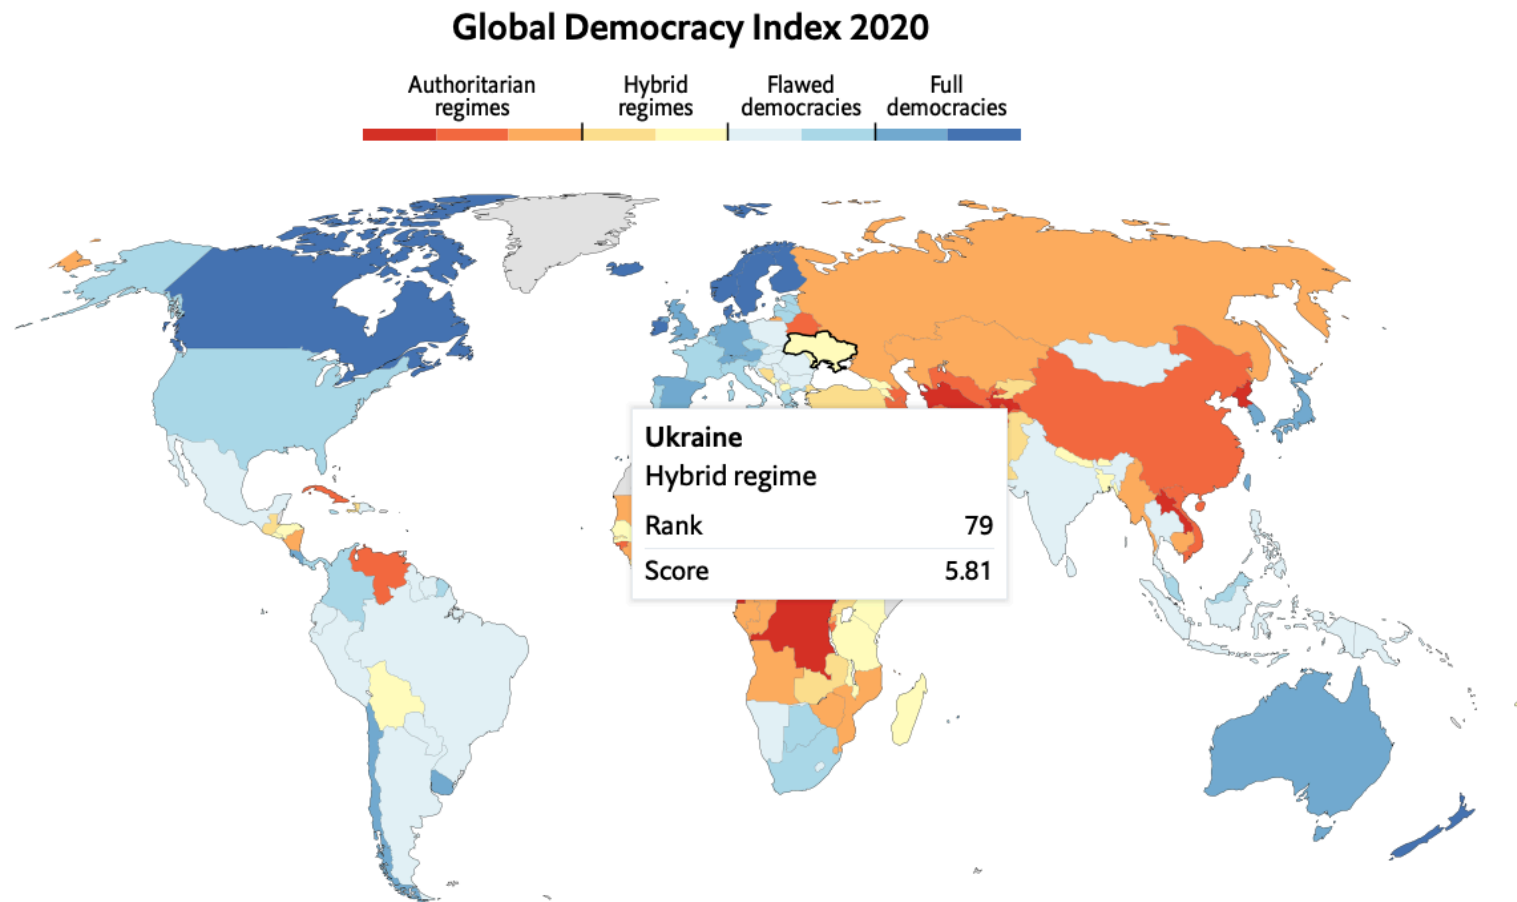 Global Democracy Index 2020
Authoritarian
regimes
Hybrid
regimes
Flawed
democracies
Full
democracies
Ukraine
Hybrid regime
Rank 79
Score 5.81